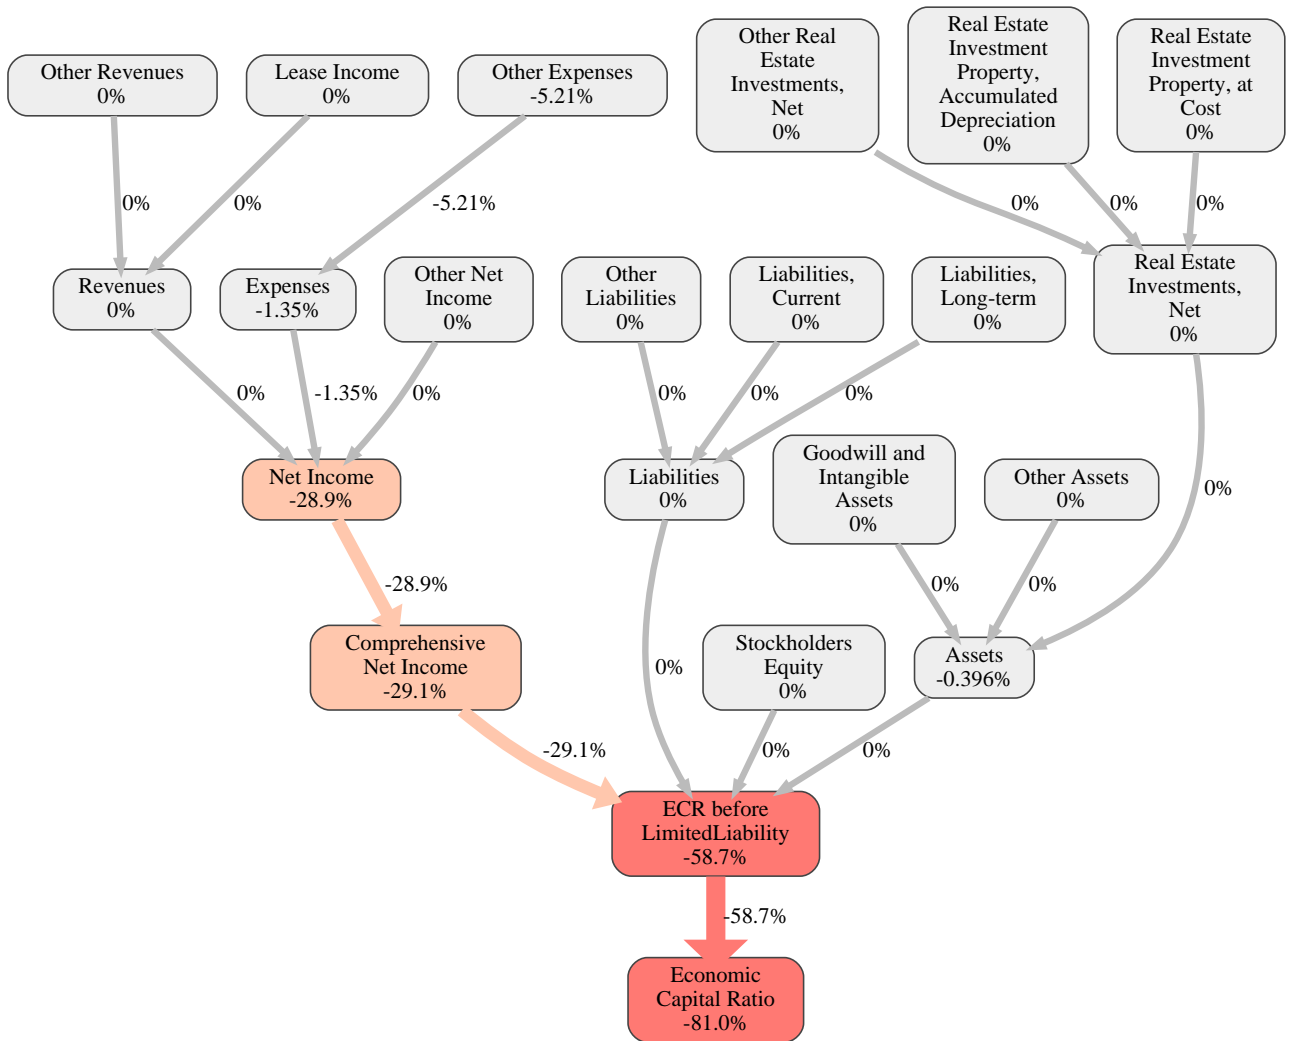 Other Revenues
0%
Lease Income
0%
Other Expenses
-5.21%
Other Real
Estate
Investments,
Net
0%
Real Estate
Investment
Property,
Accumulated
Depreciation
0%
Real Estate
Investment
Property, at
Cost
0%
0%
0%
-5.21%
0%
0%
0%
Revenues
0%
Expenses
-1.35%
Other Net
Income
0%
Other
Liabilities
0%
Liabilities,
Current
0%
Liabilities,
Long-term
0%
Real Estate
Investments,
Net
0%
0%
-1.35%
0%
0%
0%
0%
0%
Net Income
-28.9%
Liabilities
0%
Goodwill and
Intangible
Assets
0%
Other Assets
0%
-28.9%
0%
0%
Comprehensive
Net Income
-29.1%
0%
Stockholders
Equity
0%
Assets
-0.396%
-29.1%
0%
0%
ECR before
LimitedLiability
-58.7%
-58.7%
Economic
Capital Ratio
-81.0%